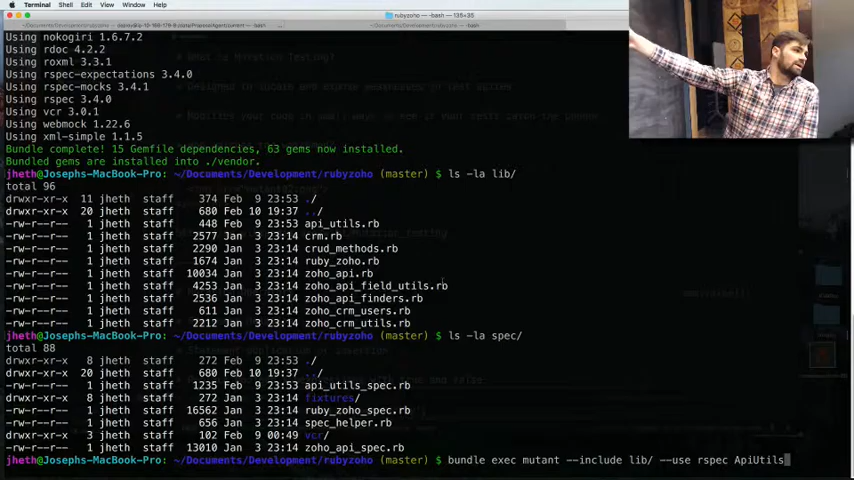 Terminal Shell Edit View Window Help
rubyzoho — -bash — 135×35
Using nokogiri 1.6.7.2
Using rdoc 4.2.2
Using roxml 3.3.1
Using rspec-expectations 3.4.0
Using rspec-mocks 3.4.1
Using rspec 3.4.0
Using vcr 3.0.1
Using webmock 1.22.6
Using xml-simple 1.1.5
Bundle complete! 15 Gemfile dependencies, 63 gems now installed.
Bundled gems are installed into ./vendor.
jheth@Josephs-MacBook-Pro: ~/Documents/Development/rubyzoho (master) $ ls -la lib/
total 96
drwxr-xr-x 11 jheth staff 374 Feb 9 23:53 ./
drwxr-xr-x 20 jheth staff 680 Feb 10 19:37 ../
-rw-r--r-- 1 jheth staff 448 Feb 9 23:53 api_utils.rb
-rw-r--r-- 1 jheth staff 2577 Jan 3 23:14 crm.rb
-rw-r--r-- 1 jheth staff 2290 Jan 3 23:14 crud_methods.rb
-rw-r--r-- 1 jheth staff 1674 Jan 3 23:14 ruby_zoho.rb
-rw-r--r-- 1 jheth staff 10034 Jan 3 23:14 zoho_api.rb
-rw-r--r-- 1 jheth staff 4253 Jan 3 23:14 zoho_api_field_utils.rb
-rw-r--r-- 1 jheth staff 2536 Jan 3 23:14 zoho_api_finders.rb
-rw-r--r-- 1 jheth staff 611 Jan 3 23:14 zoho_crm_users.rb
-rw-r--r-- 1 jheth staff 2212 Jan 3 23:14 zoho_crm_utils.rb
jheth@Josephs-MacBook-Pro: ~/Documents/Development/rubyzoho (master) $ ls -la spec/
total 88
drwxr-xr-x 8 jheth staff 272 Feb 9 23:53 ./
drwxr-xr-x 20 jheth staff 680 Feb 10 19:37 ../
-rw-r--r-- 1 jheth staff 1235 Feb 9 23:53 api_utils_spec.rb
drwxr-xr-x 8 jheth staff 272 Jan 3 23:14 fixtures/
-rw-r--r-- 1 jheth staff 16562 Jan 3 23:14 ruby_zoho_spec.rb
-rw-r--r-- 1 jheth staff 656 Jan 3 23:14 spec_helper.rb
drwxr-xr-x 3 jheth staff 102 Feb 9 00:49 vcr/
-rw-r--r-- 1 jheth staff 13010 Jan 3 23:14 zoho_api_spec.rb
jheth@Josephs-MacBook-Pro: ~/Documents/Development/rubyzoho (master) $ bundle exec mutant --include lib/ --use rspec ApiUtils